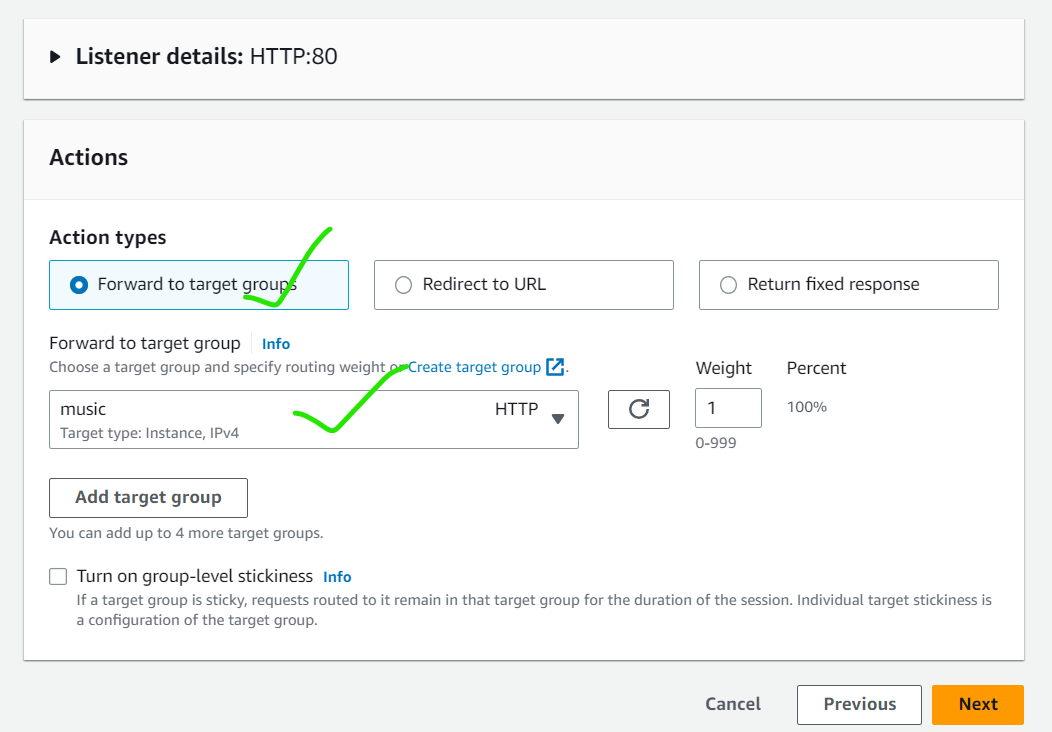 Listener details: HTTP:80
Actions
Action types
Forward to target groups
Redirect to URL
Return fixed response
Forward to target group Info
Choose a target group and specify routing weight or Create target group.
Weight
Percent
music
HTTP
Target type: Instance, IPv4
1
100%
0-999
Add target group
You can add up to 4 more target groups.
Turn on group-level stickiness Info
If a target group is sticky, requests routed to it remain in that target group for the duration of the session. Individual target stickiness is
a configuration of the target group.
Cancel
Previous
Next